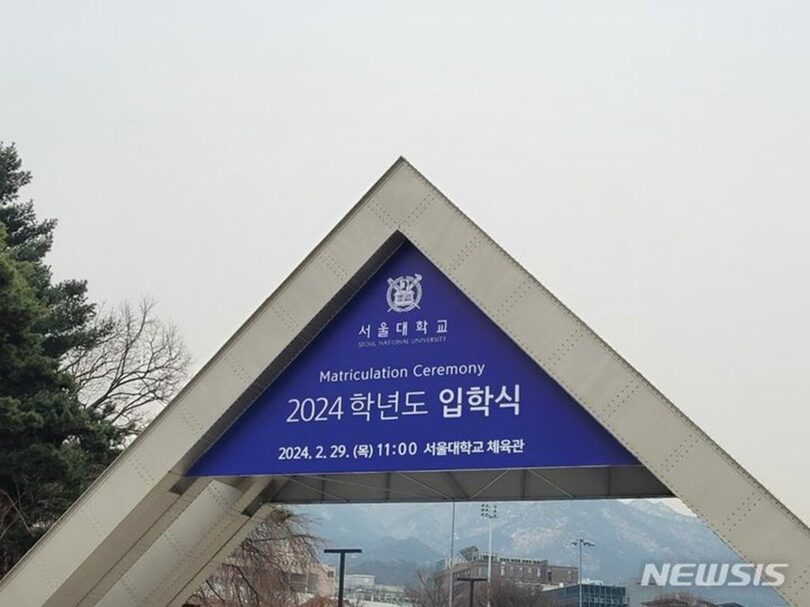 서울대학교
SEOUL NATIONAL UNIVERSITY
Matriculation Ceremony
2024 학년도 입학식
2024. 2. 29. (목) 11:00 서울대학교 체육관
NEWSIS